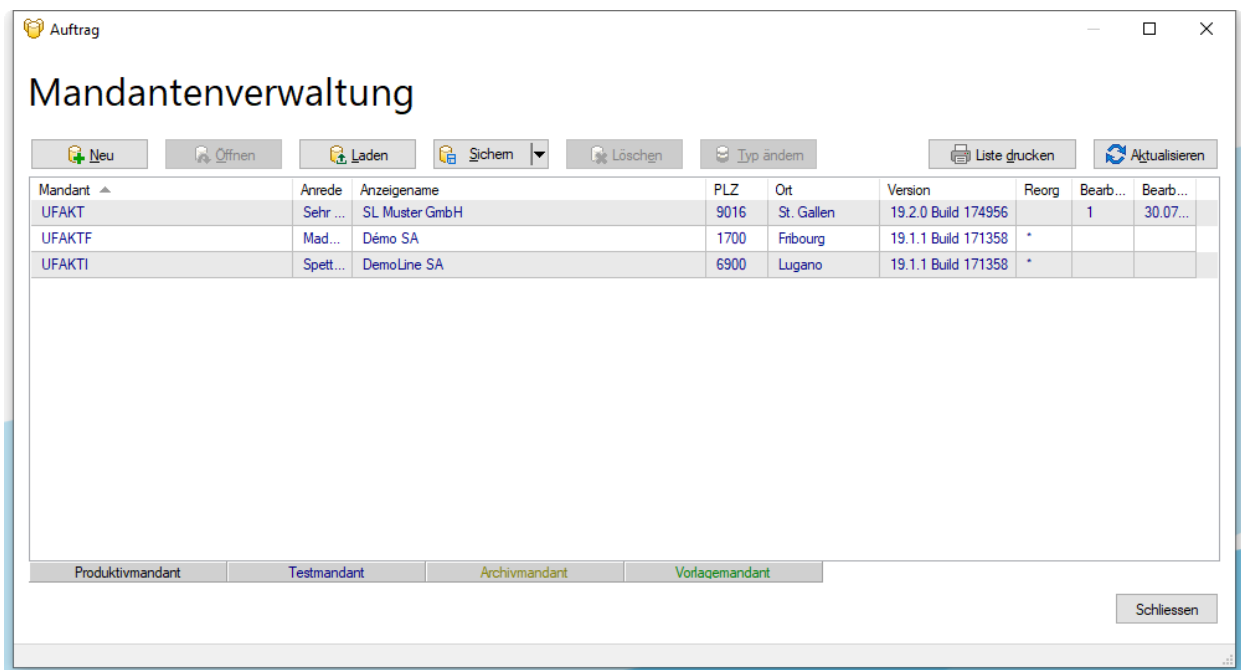 Auftrag
Mandantenverwaltung
Neu Öffnen Laden Sichern Löschen Typ ändern Liste drucken Aktualisieren
Mandant Anrede Anzeigename PLZ Ort Version Reorg Bearb... Bearb...
UFAKT Sehr ... SL Muster GmbH 9016 St. Gallen 19.2.0 Build 174956 1 30.07...
UFAKTF Mad... Démo SA 1700 Fribourg 19.1.1 Build 171358 *
UFAKTI Spett... DemoLine SA 6900 Lugano 19.1.1 Build 171358 *
Produktivmandant Testmandant Archivmandant Vorlagemandant
Schliessen